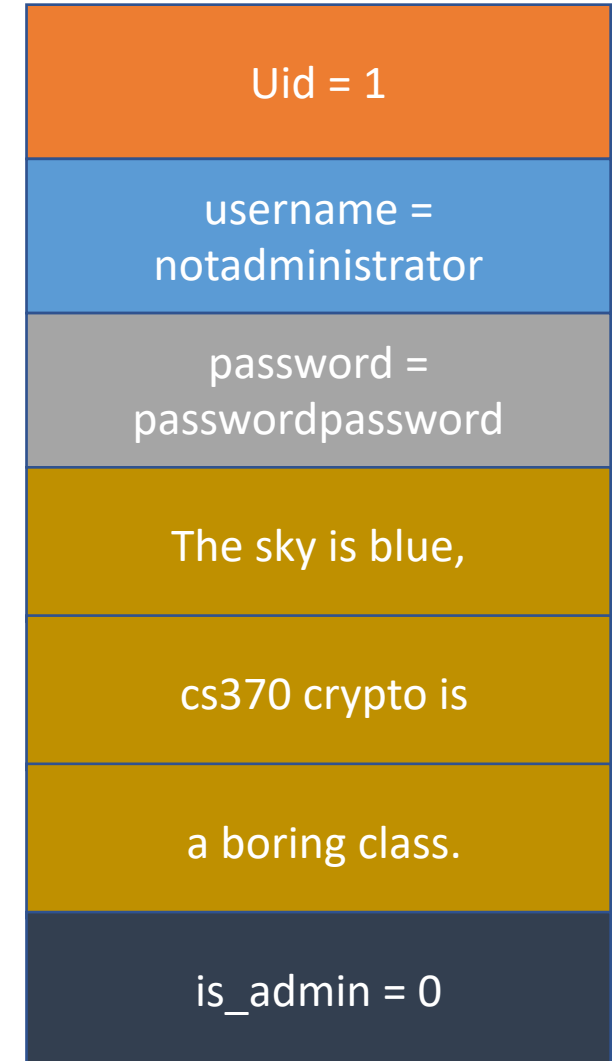 Uid = 1
username =
notadministrator
password =
passwordpassword
The sky is blue,
cs370 crypto is
a boring class.
is_admin = 0